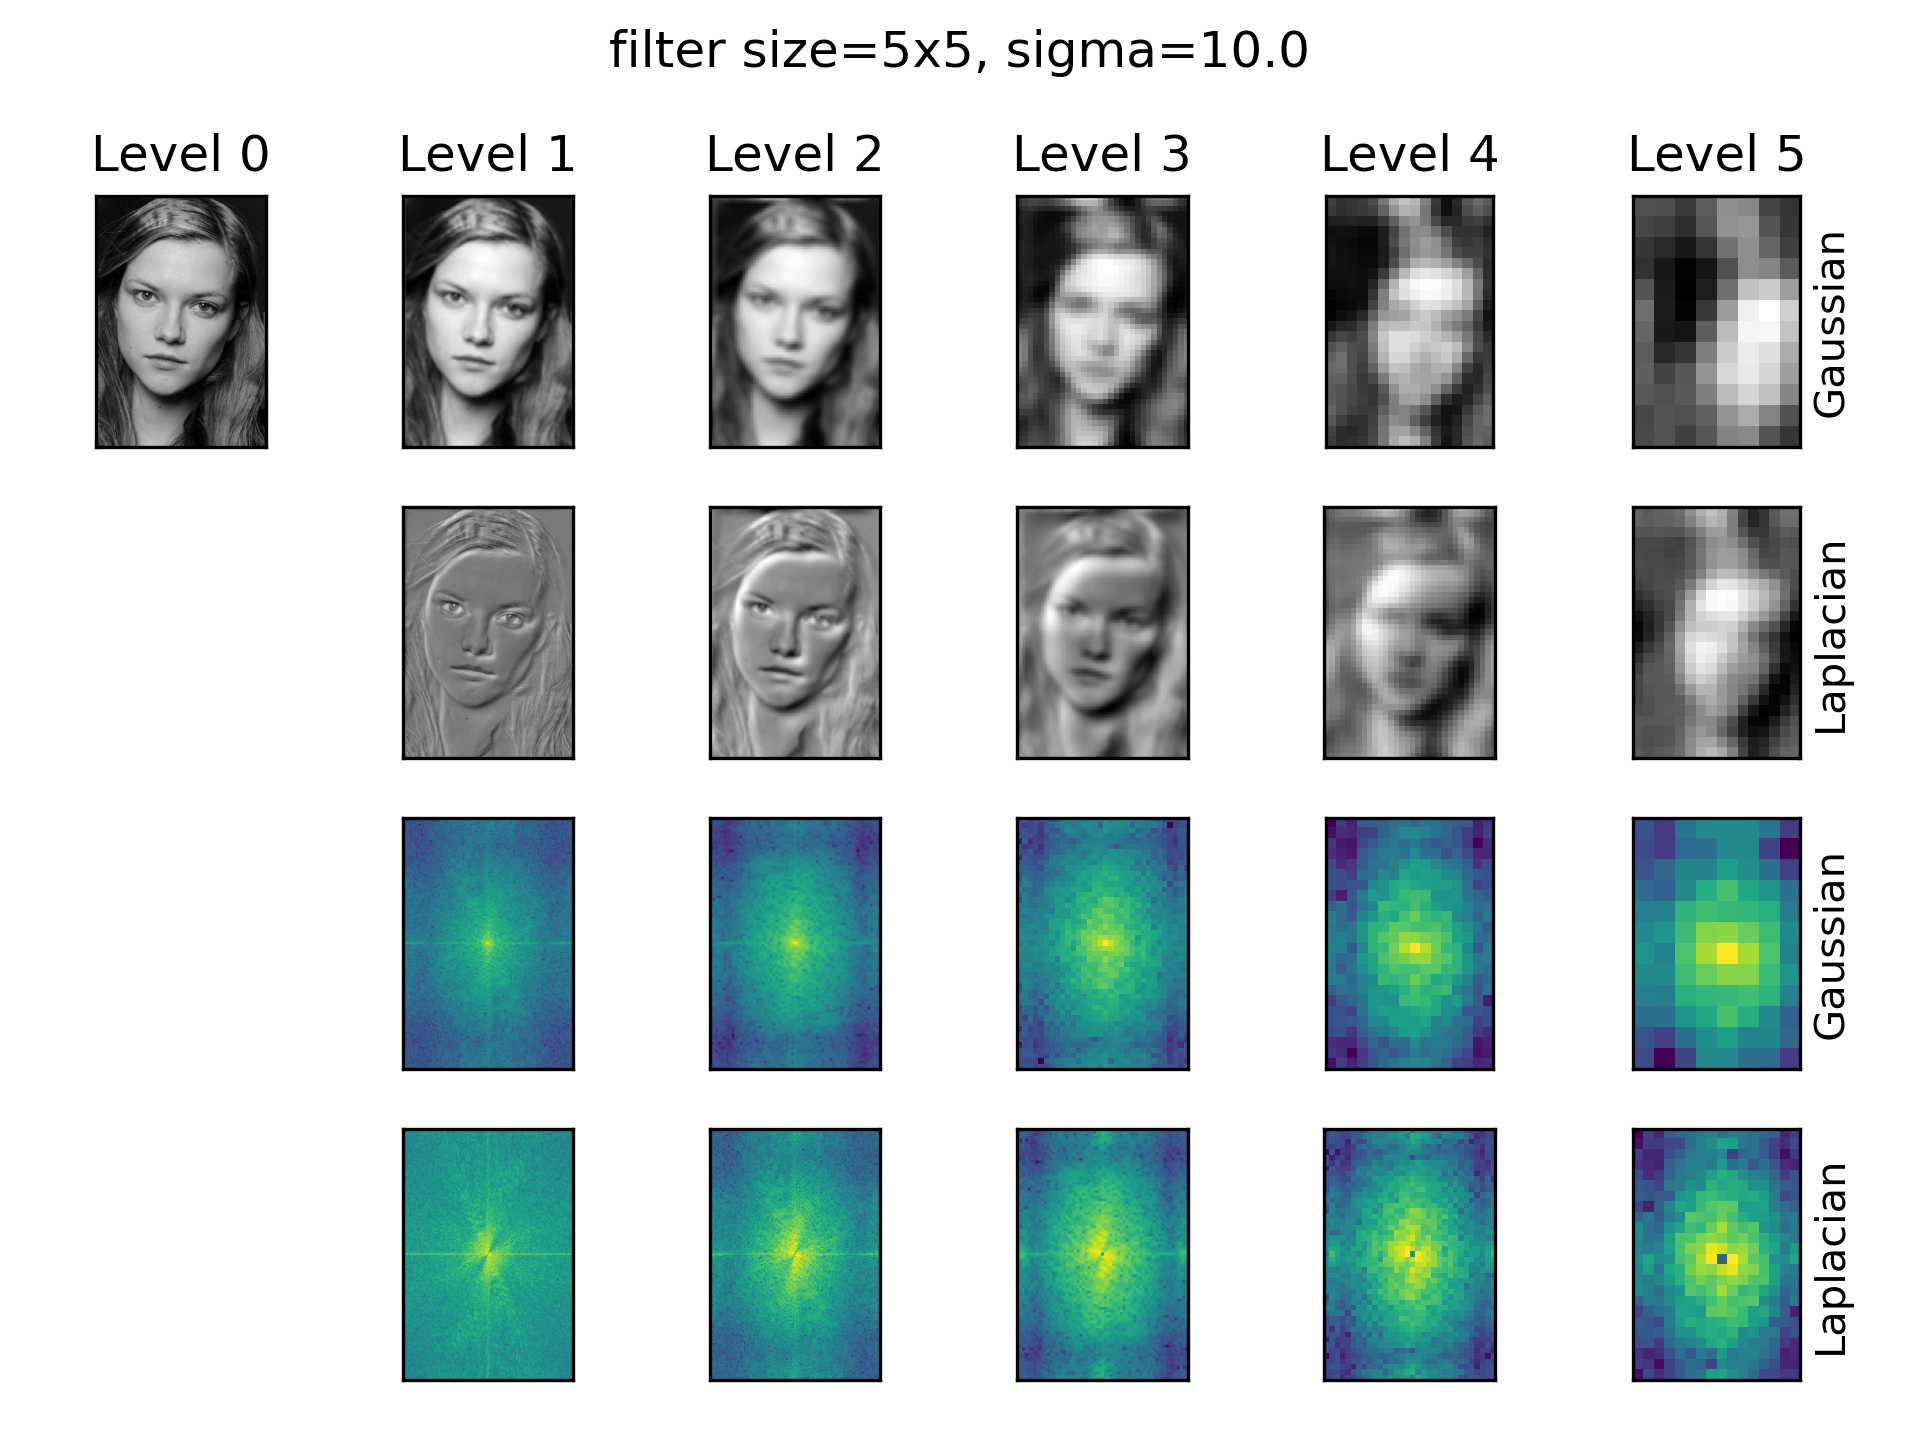 filter size=5x5, sigma=10.0
Level 0
Level 1
Level 2
Level 3
Level 4
Level 5
Gaussian
Laplacian
Gaussian
Laplacian